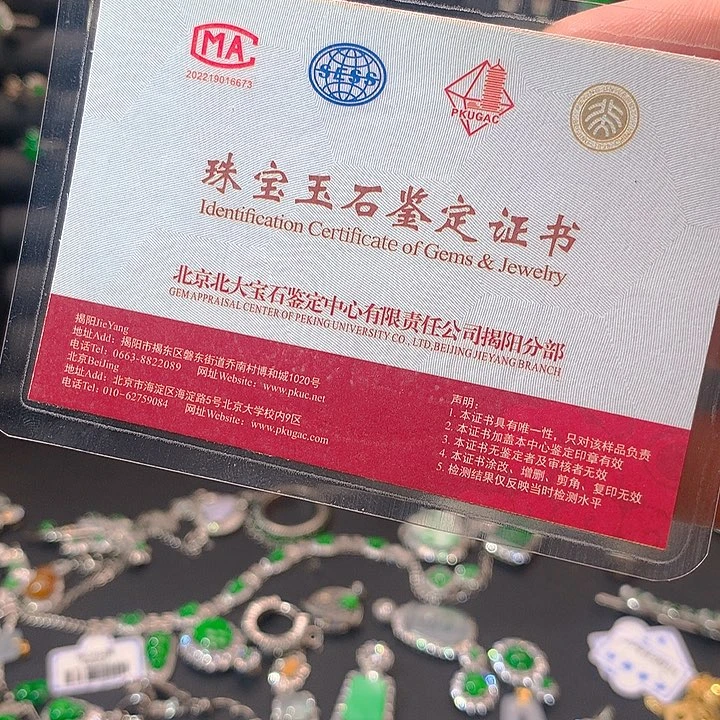 MA
202219016673
SESS
PKUGAC
珠宝玉石鉴定证书
Identification Certificate of Gems & Jewelry
北京北大宝石鉴定中心有限责任公司揭阳分部
GEM APPRAISAL CENTER OF PEKING UNIVERSITY CO., LTD.BEIJING JIEYANG BRANCH
揭阳JieYang
地址Add：揭阳市揭东区磐东街道乔南村博和城1020号
电话Tel：0663-8822089 网址Website：www.pkuc.net
北京BeiJing
地址Add：北京市海淀区海淀路5号北京大学校内9区
电话Tel：010-62759084 网址Website：www.pkugac.com
声明：
1. 本证书具有唯一性，只对该样品负责
2. 本证书加盖本中心鉴定印章有效
3. 本证书无鉴定者及审核者无效
4. 本证书涂改、增删、剪角、复印无效
5. 检测结果仅反映当时检测水平